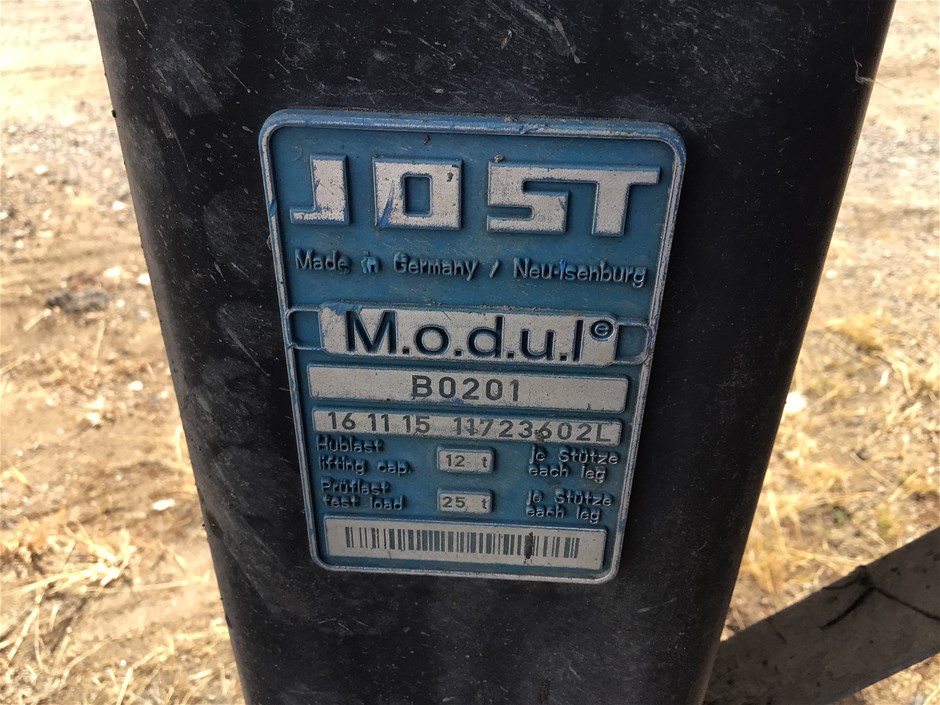 JOST
Made in Germany / Neu-Isenburg
M.o.d.u.l e
B0201
16 11 15 11723602L
Hublast
lifting cap. 12 t je Stütze
each leg
Prüflast
test load 25 t je Stütze
each leg